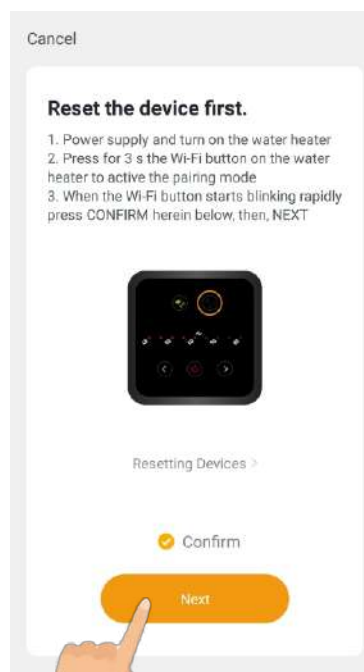 Cancel
Reset the device first.
1. Power supply and turn on the water heater
2. Press for 3 s the Wi-Fi button on the water
heater to active the pairing mode
3. When the Wi-Fi button starts blinking rapidly
press CONFIRM herein below, then, NEXT
Resetting Devices >
Confirm
Next